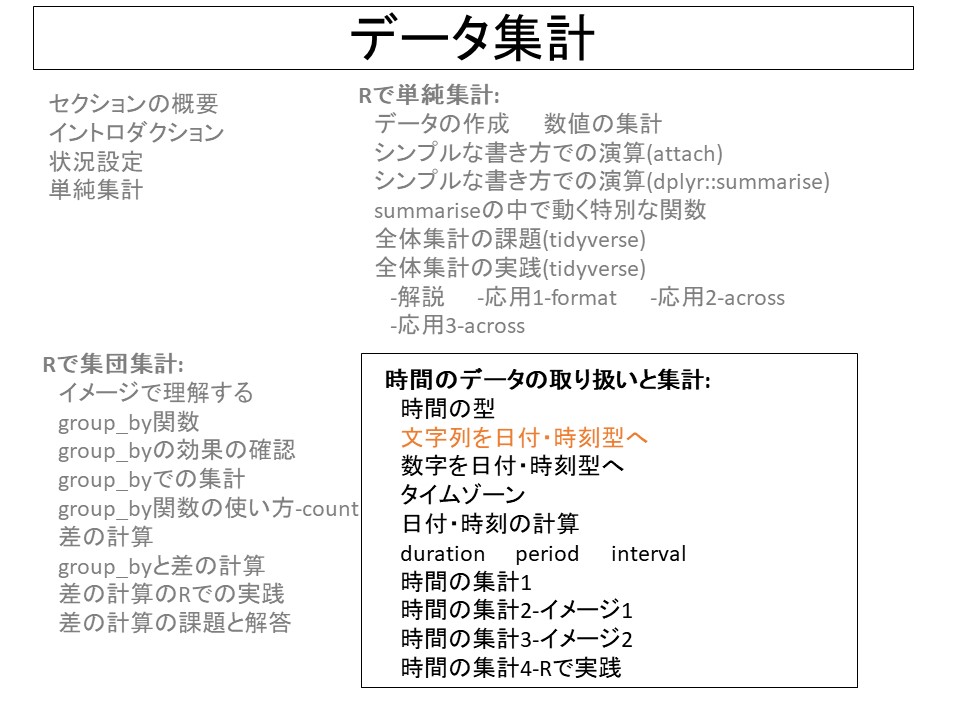 データ集計
セクションの概要
イントロダクション
状況設定
単純集計
Rで単純集計:
データの作成　数値の集計
シンプルな書き方での演算(attach)
シンプルな書き方での演算(dplyr::summarise)
summariseの中で動く特別な関数
全体集計の課題(tidyverse)
全体集計の実践(tidyverse)
-解説　-応用1-format　-応用2-across
-応用3-across
Rで集団集計:
イメージで理解する
group_by関数
group_byの効果の確認
group_byでの集計
group_by関数の使い方-count
差の計算
group_byと差の計算
差の計算のRでの実践
差の計算の課題と解答
時間のデータの取り扱いと集計:
時間の型
文字列を日付・時刻型へ
数字を日付・時刻型へ
タイムゾーン
日付・時刻の計算
duration　period　interval
時間の集計1
時間の集計2-イメージ1
時間の集計3-イメージ2
時間の集計4-Rで実践